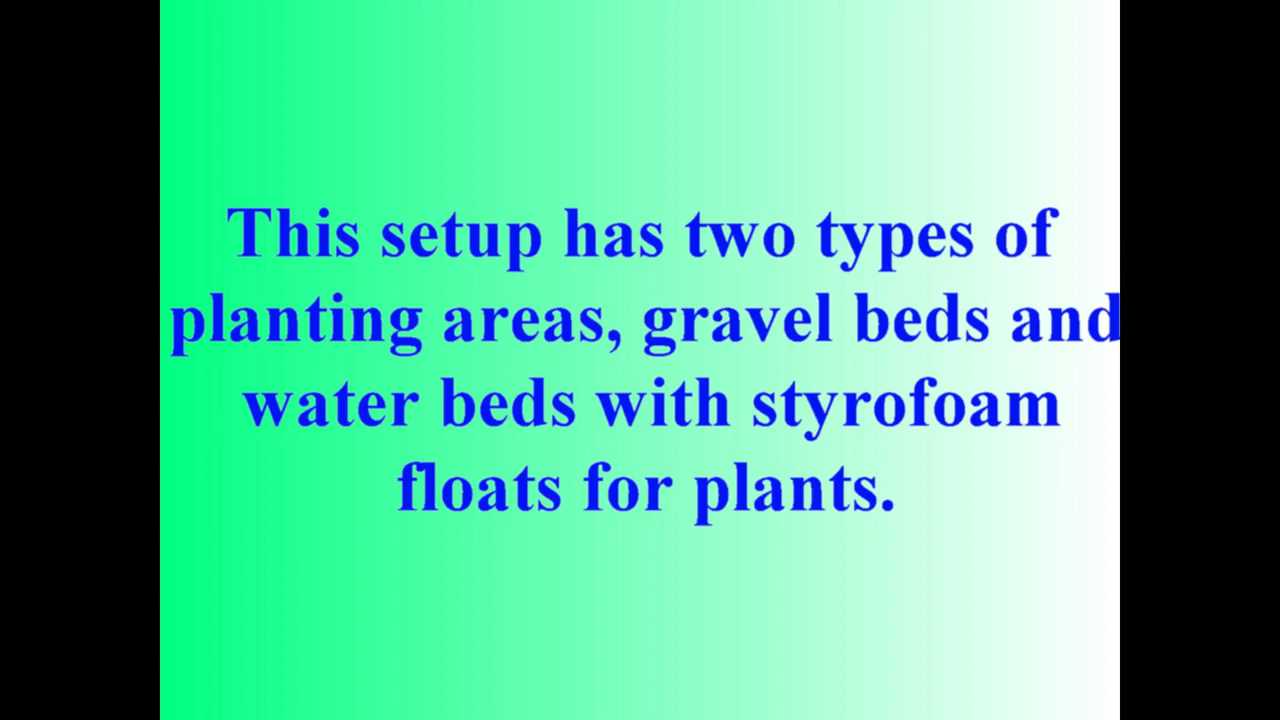 This setup has two types of
planting areas, gravel beds and
water beds with styrofoam
floats for plants.